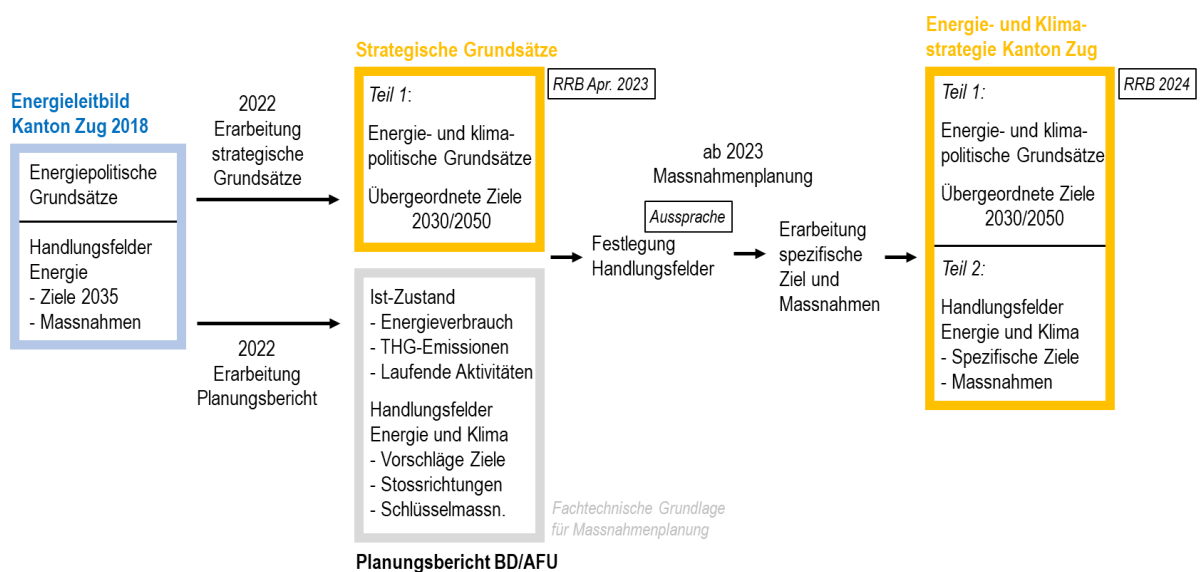 Energieleitbild
Kanton Zug 2018
Energiepolitische
Grundsätze
Handlungsfelder
Energie
- Ziele 2035
- Massnahmen
2022
Erarbeitung
strategische
Grundsätze
2022
Erarbeitung
Planungsbericht
Strategische Grundsätze
RRB Apr. 2023
Teil 1:
Energie- und klima-
politische Grundsätze
Übergeordnete Ziele
2030/2050
Ist-Zustand
- Energieverbrauch
- THG-Emissionen
- Laufende Aktivitäten
Handlungsfelder
Energie und Klima
- Vorschläge Ziele
- Stossrichtungen
- Schlüsselmassn.
Fachtechnische Grundlage
für Massnahmenplanung
Planungsbericht BD/AFU
ab 2023
Massnahmenplanung
Aussprache
Festlegung
Handlungsfelder
Erarbeitung
spezifische
Ziel und
Massnahmen
Energie- und Klima-
strategie Kanton Zug
RRB 2024
Teil 1:
Energie- und klima-
politische Grundsätze
Übergeordnete Ziele
2030/2050
Teil 2:
Handlungsfelder
Energie und Klima
- Spezifische Ziele
- Massnahmen